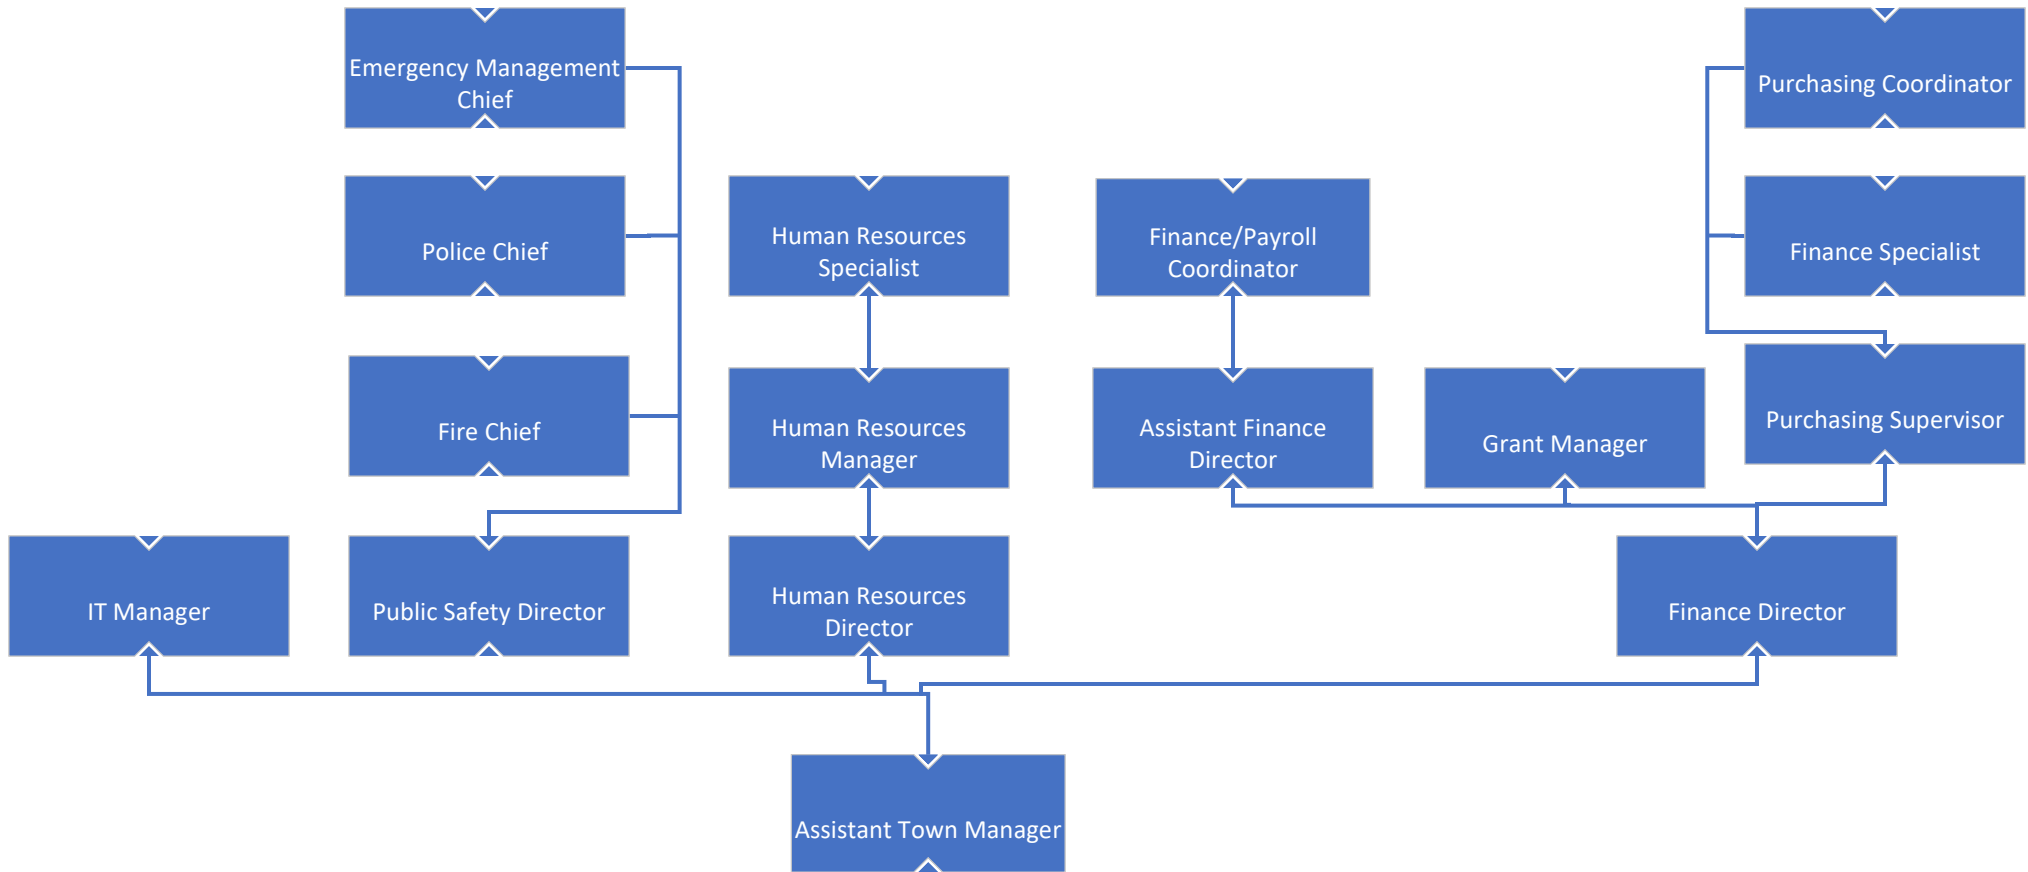 Emergency Management
Chief
Purchasing Coordinator
Police Chief
Human Resources
Specialist
Finance/Payroll
Coordinator
Finance Specialist
Fire Chief
Human Resources
Manager
Assistant Finance
Director
Grant Manager
Purchasing Supervisor
IT Manager
Public Safety Director
Human Resources
Director
Finance Director
Assistant Town Manager